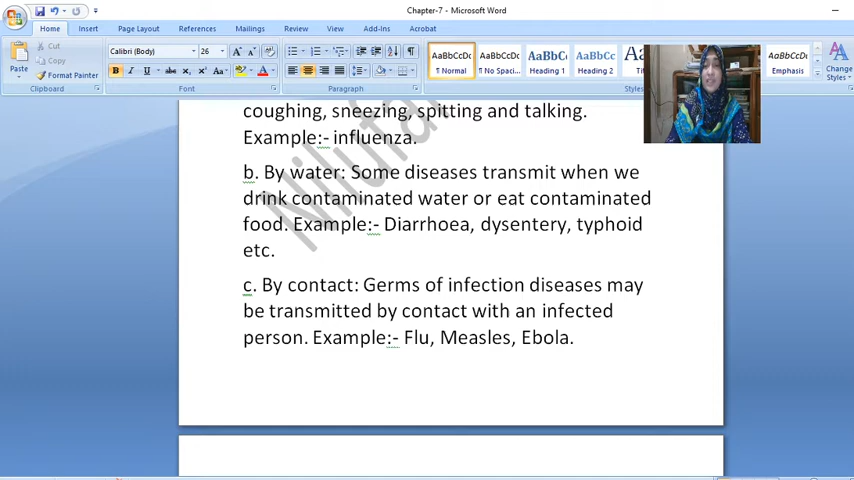 Chapter-7 - Microsoft Word
Home Insert Page Layout References Mailings Review View Add-Ins Acrobat
Paste Cut Copy Format Painter
Calibri (Body) 26
B I U abc X₂ X² Aa A
AaBbCcDc AaBbCcDc AaBbC AaBbCc AaBbCcDc
¶ Normal ¶ No Spaci... Heading 1 Heading 2 Emphasis Change Styles
Clipboard Font Paragraph
coughing, sneezing, spitting and talking.
Example:- influenza.
b. By water: Some diseases transmit when we
drink contaminated water or eat contaminated
food. Example:- Diarrhoea, dysentery, typhoid
etc.
c. By contact: Germs of infection diseases may
be transmitted by contact with an infected
person. Example:- Flu, Measles, Ebola.